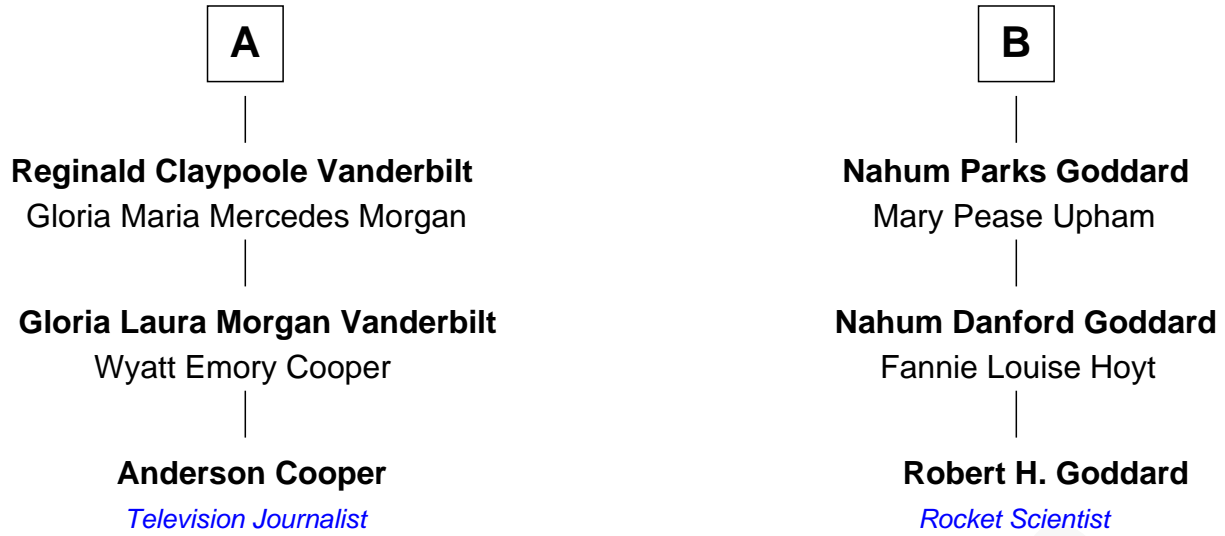 A
Reginald Claypoole Vanderbilt
Gloria Maria Mercedes Morgan
Gloria Laura Morgan Vanderbilt
Wyatt Emory Cooper
Anderson Cooper
Television Journalist
B
Nahum Parks Goddard
Mary Pease Upham
Nahum Danford Goddard
Fannie Louise Hoyt
Robert H. Goddard
Rocket Scientist